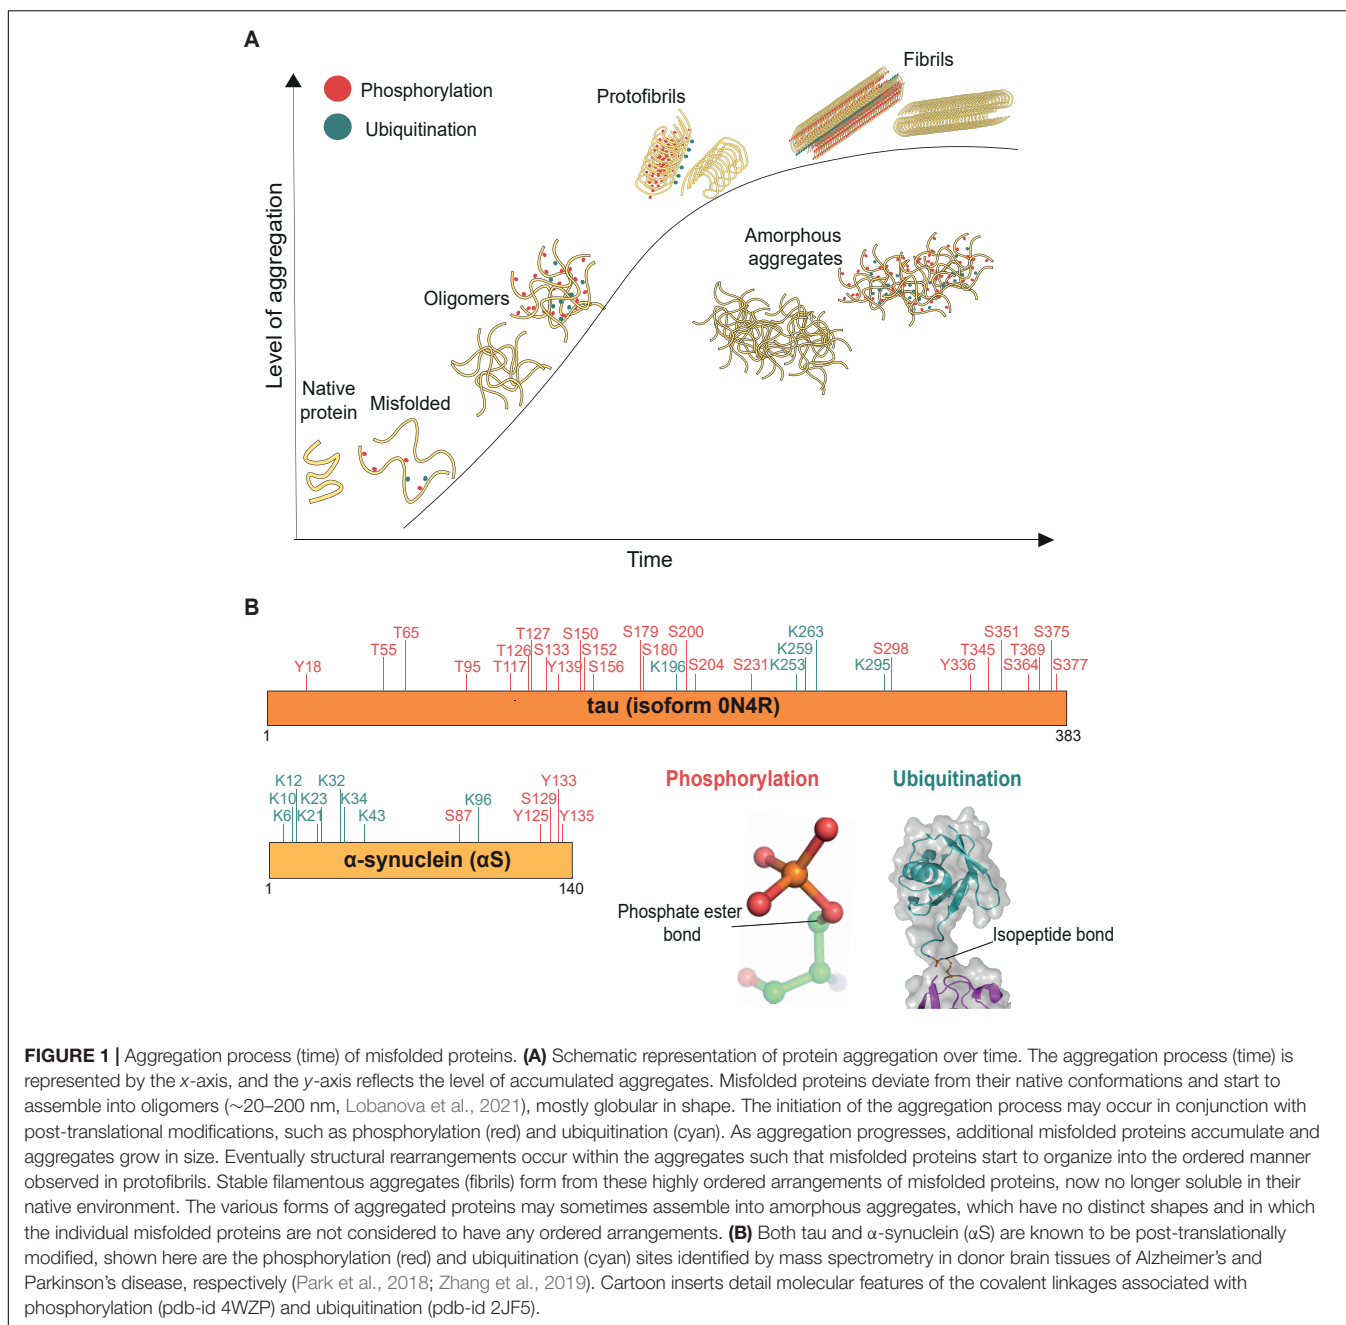 A
Phosphorylation
Ubiquitination
Protofibrils
Fibrils
Level of aggregation
Oligomers
Amorphous
aggregates
Native
protein
Misfolded
Time
B
T65 T127 S150 S179 S200 K263 S351 S375
T55 T126 S133 S152 S180 K259 S298 T345 T369
Y18 T95 T117 Y139 S156 K196 S204 S231 K253 K295 Y336 S364 S377
tau (isoform 0N4R)
1 383
K12 K32 Y133
K10 K23 K34 K96 S129
K6 K21 K43 S87 Y125 Y135
α-synuclein (αS)
1 140
Phosphorylation
Phosphate ester
bond
Ubiquitination
Isopeptide bond
FIGURE 1 | Aggregation process (time) of misfolded proteins. (A) Schematic representation of protein aggregation over time. The aggregation process (time) is
represented by the x-axis, and the y-axis reflects the level of accumulated aggregates. Misfolded proteins deviate from their native conformations and start to
assemble into oligomers (∼20–200 nm, Lobanova et al., 2021), mostly globular in shape. The initiation of the aggregation process may occur in conjunction with
post-translational modifications, such as phosphorylation (red) and ubiquitination (cyan). As aggregation progresses, additional misfolded proteins accumulate and
aggregates grow in size. Eventually structural rearrangements occur within the aggregates such that misfolded proteins start to organize into the ordered manner
observed in protofibrils. Stable filamentous aggregates (fibrils) form from these highly ordered arrangements of misfolded proteins, now no longer soluble in their
native environment. The various forms of aggregated proteins may sometimes assemble into amorphous aggregates, which have no distinct shapes and in which
the individual misfolded proteins are not considered to have any ordered arrangements. (B) Both tau and α-synuclein (αS) are known to be post-translationally
modified, shown here are the phosphorylation (red) and ubiquitination (cyan) sites identified by mass spectrometry in donor brain tissues of Alzheimer's and
Parkinson's disease, respectively (Park et al., 2018; Zhang et al., 2019). Cartoon inserts detail molecular features of the covalent linkages associated with
phosphorylation (pdb-id 4WZP) and ubiquitination (pdb-id 2JF5).